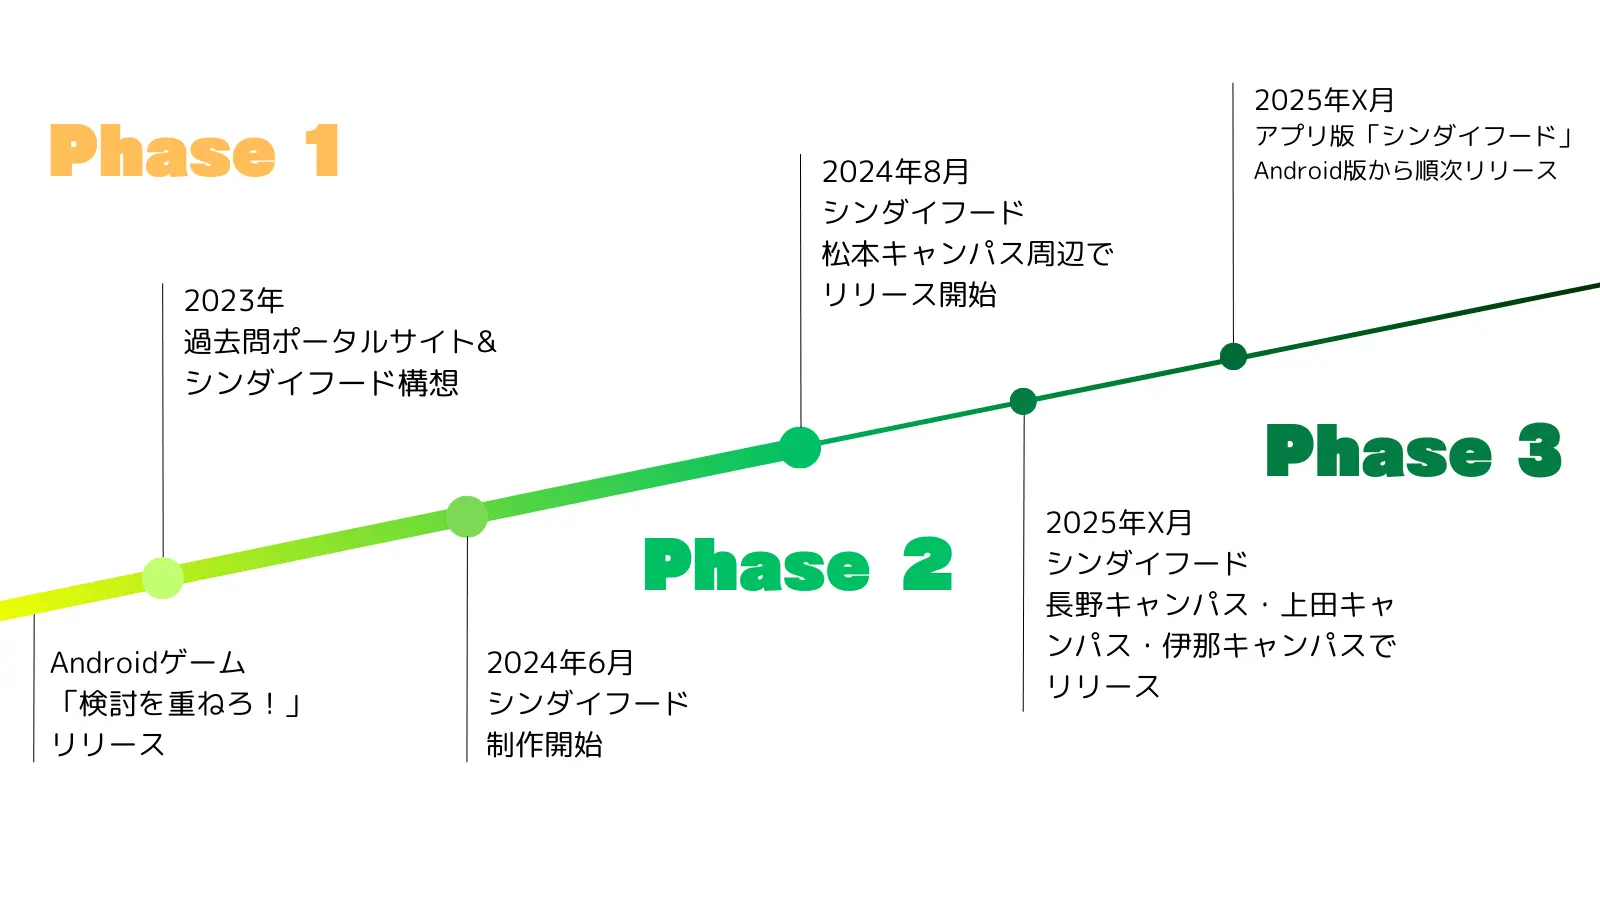 Phase 1
2023年
過去問ポータルサイト&
シンダイフード構想
Androidゲーム
「検討を重ねろ！」
リリース
2024年6月
シンダイフード
制作開始
2024年8月
シンダイフード
松本キャンパス周辺で
リリース開始
Phase 2
2025年X月
シンダイフード
長野キャンパス・上田キャ
ンパス・伊那キャンパスで
リリース
2025年X月
アプリ版「シンダイフード」
Android版から順次リリース
Phase 3